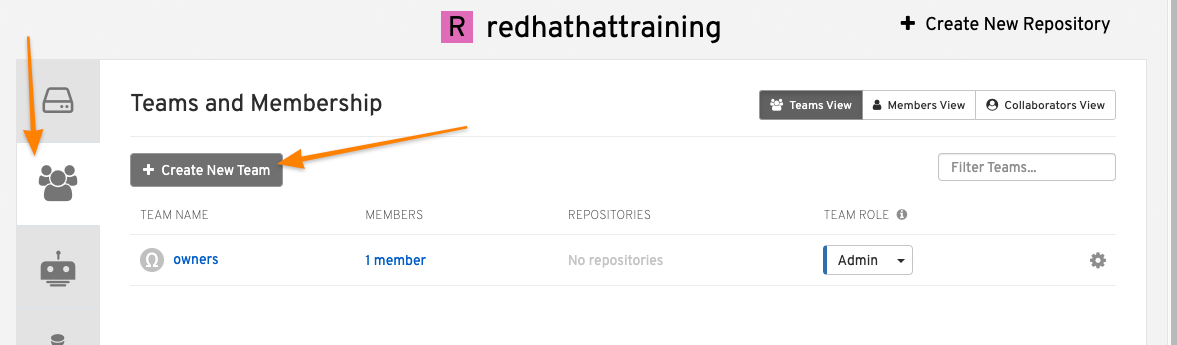 R redhathattraining
+ Create New Repository
Teams and Membership
Teams View
Members View
Collaborators View
+ Create New Team
Filter Teams...
TEAM NAME MEMBERS REPOSITORIES TEAM ROLE
owners 1 member No repositories Admin